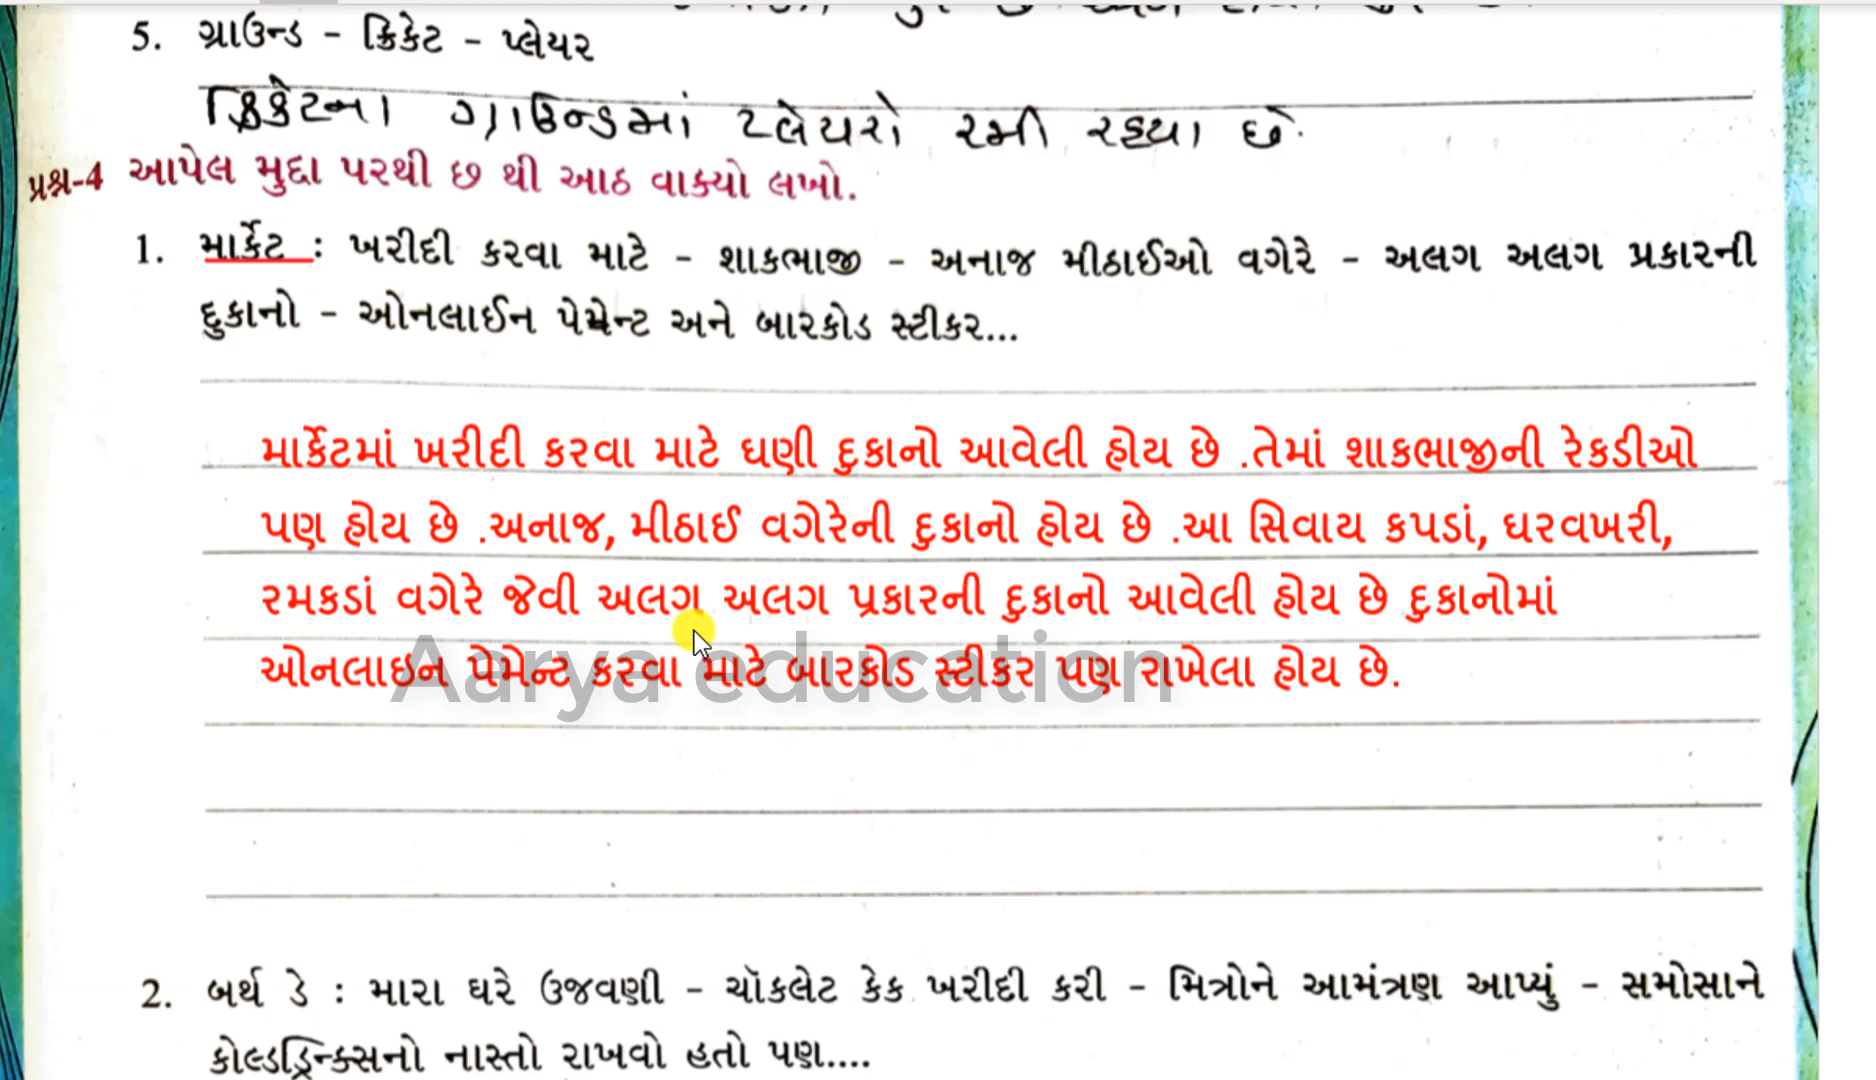 5. ગ્રાઉન્ડ - ક્રિકેટ - પ્લેયર
ક્રિકેટના ગ્રાઉન્ડમાં પ્લેયરો રમી રહ્યા છે.
પ્રશ્ન-4 આપેલ મુદ્દા પરથી છ થી આઠ વાક્યો લખો.
1. માર્કેટ : ખરીદી કરવા માટે - શાકભાજી - અનાજ મીઠાઈઓ વગેરે - અલગ અલગ પ્રકારની
દુકાનો - ઓનલાઈન પેમેન્ટ અને બારકોડ સ્ટીકર...
માર્કેટમાં ખરીદી કરવા માટે ઘણી દુકાનો આવેલી હોય છે .તેમાં શાકભાજીની રેકડીઓ
પણ હોય છે .અનાજ, મીઠાઈ વગેરેની દુકાનો હોય છે .આ સિવાય કપડાં, ઘરવખરી,
રમકડાં વગેરે જેવી અલગ અલગ પ્રકારની દુકાનો આવેલી હોય છે દુકાનોમાં
ઓનલાઇન પેમેન્ટ કરવા માટે બારકોડ સ્ટીકર પણ રાખેલા હોય છે.
Aarya education
2. બર્થ ડે : મારા ઘરે ઉજવણી - ચૉકલેટ કેક ખરીદી કરી - મિત્રોને આમંત્રણ આપ્યું - સમોસાને
કોલ્ડડ્રિન્ક્સનો નાસ્તો રાખવો હતો પણ....